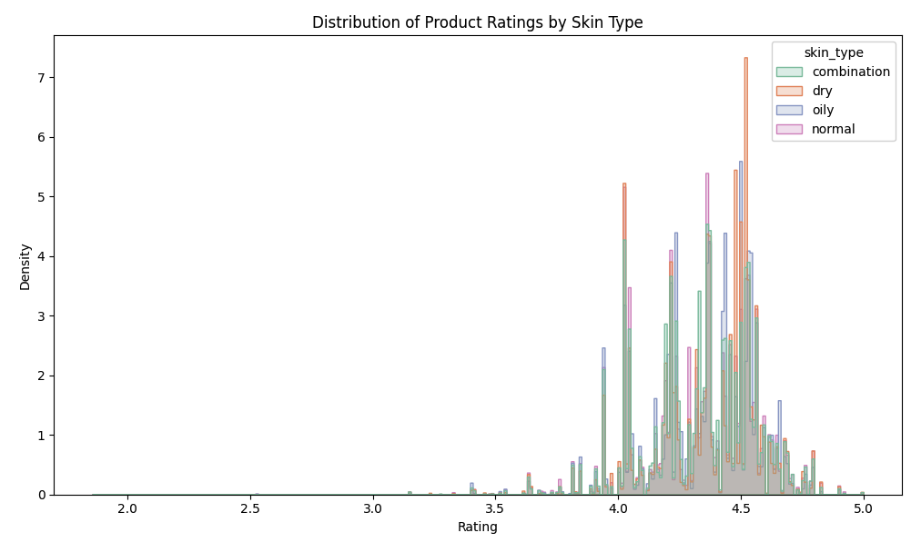 Distribution of Product Ratings by Skin Type
skin_type
combination
dry
oily
normal
7
6
5
4
3
2
1
0
Density
2.0 2.5 3.0 3.5 4.0 4.5 5.0
Rating